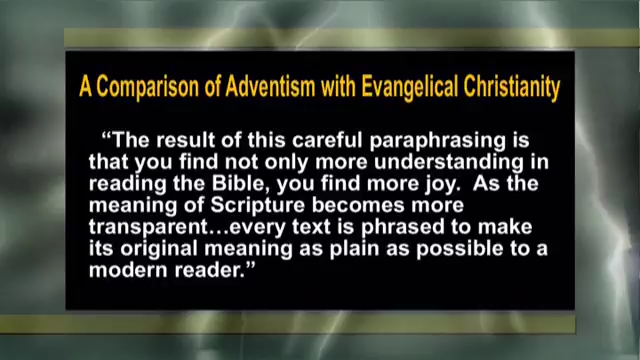 A Comparison of Adventism with Evangelical Christianity
“The result of this careful paraphrasing is
that you find not only more understanding in
reading the Bible, you find more joy.  As the
meaning of Scripture becomes more
transparent…every text is phrased to make
its original meaning as plain as possible to a
modern reader.”